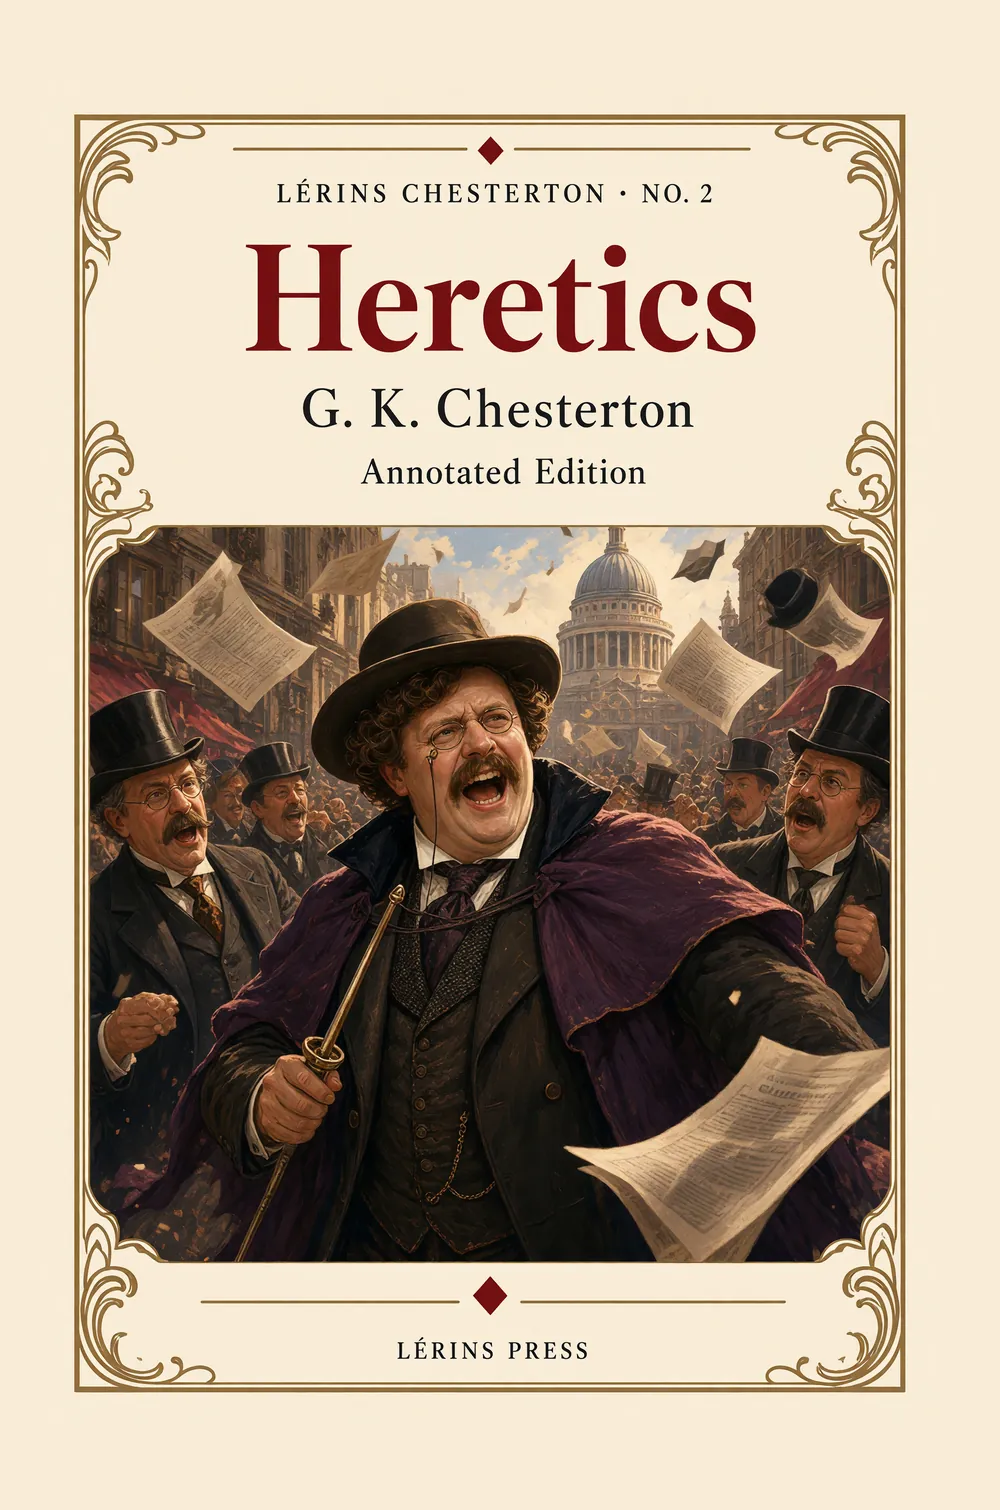 LÉRINS CHESTERTON · NO. 2
Heretics
G. K. Chesterton
Annotated Edition
LÉRINS PRESS